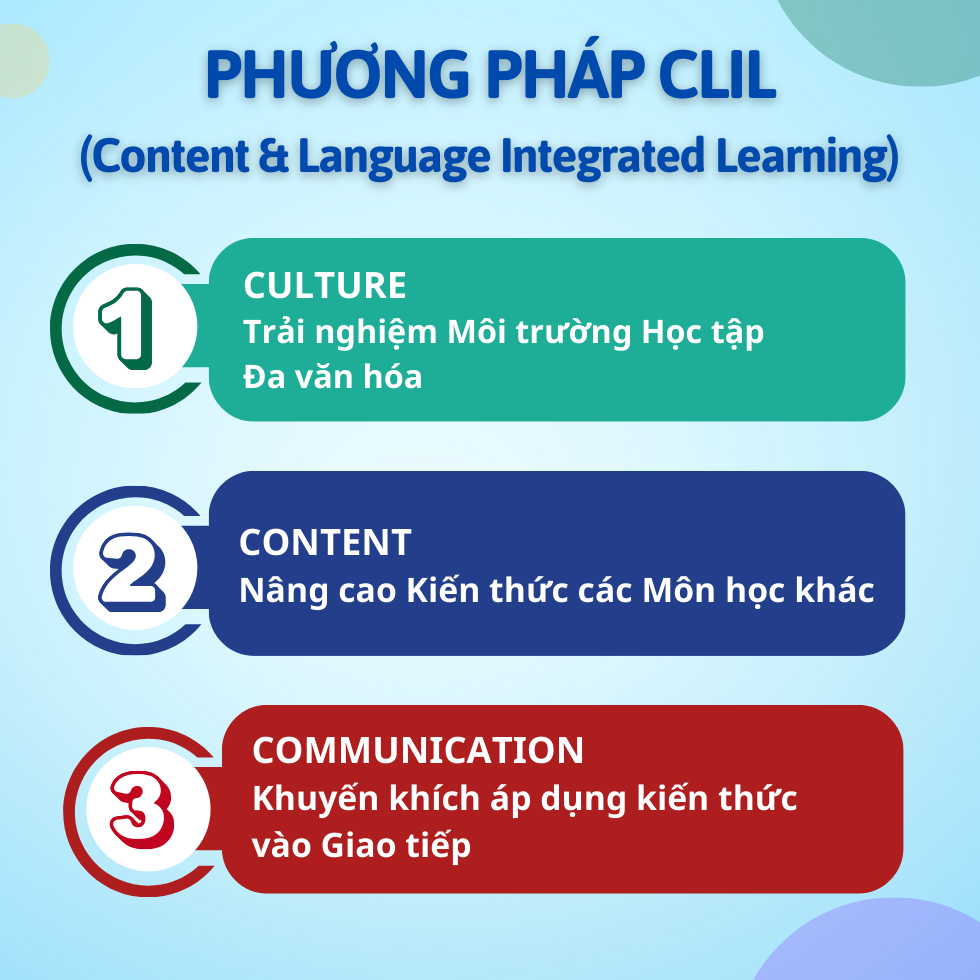 PHƯƠNG PHÁP CLIL
(Content & Language Integrated Learning)
1
CULTURE
Trải nghiệm Môi trường Học tập
Đa văn hóa
2
CONTENT
Nâng cao Kiến thức các Môn học khác
3
COMMUNICATION
Khuyến khích áp dụng kiến thức
vào Giao tiếp